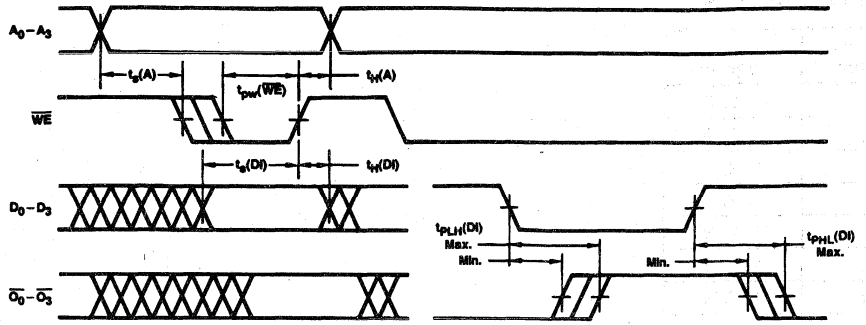 A0–A3
ts(A)
tpw(WE)
tH(A)
WE
ts(DI)
tH(DI)
D0–D3
tPLH(DI)
Max.
Min.
tPHL(DI)
Max.
Min.
O0–O3